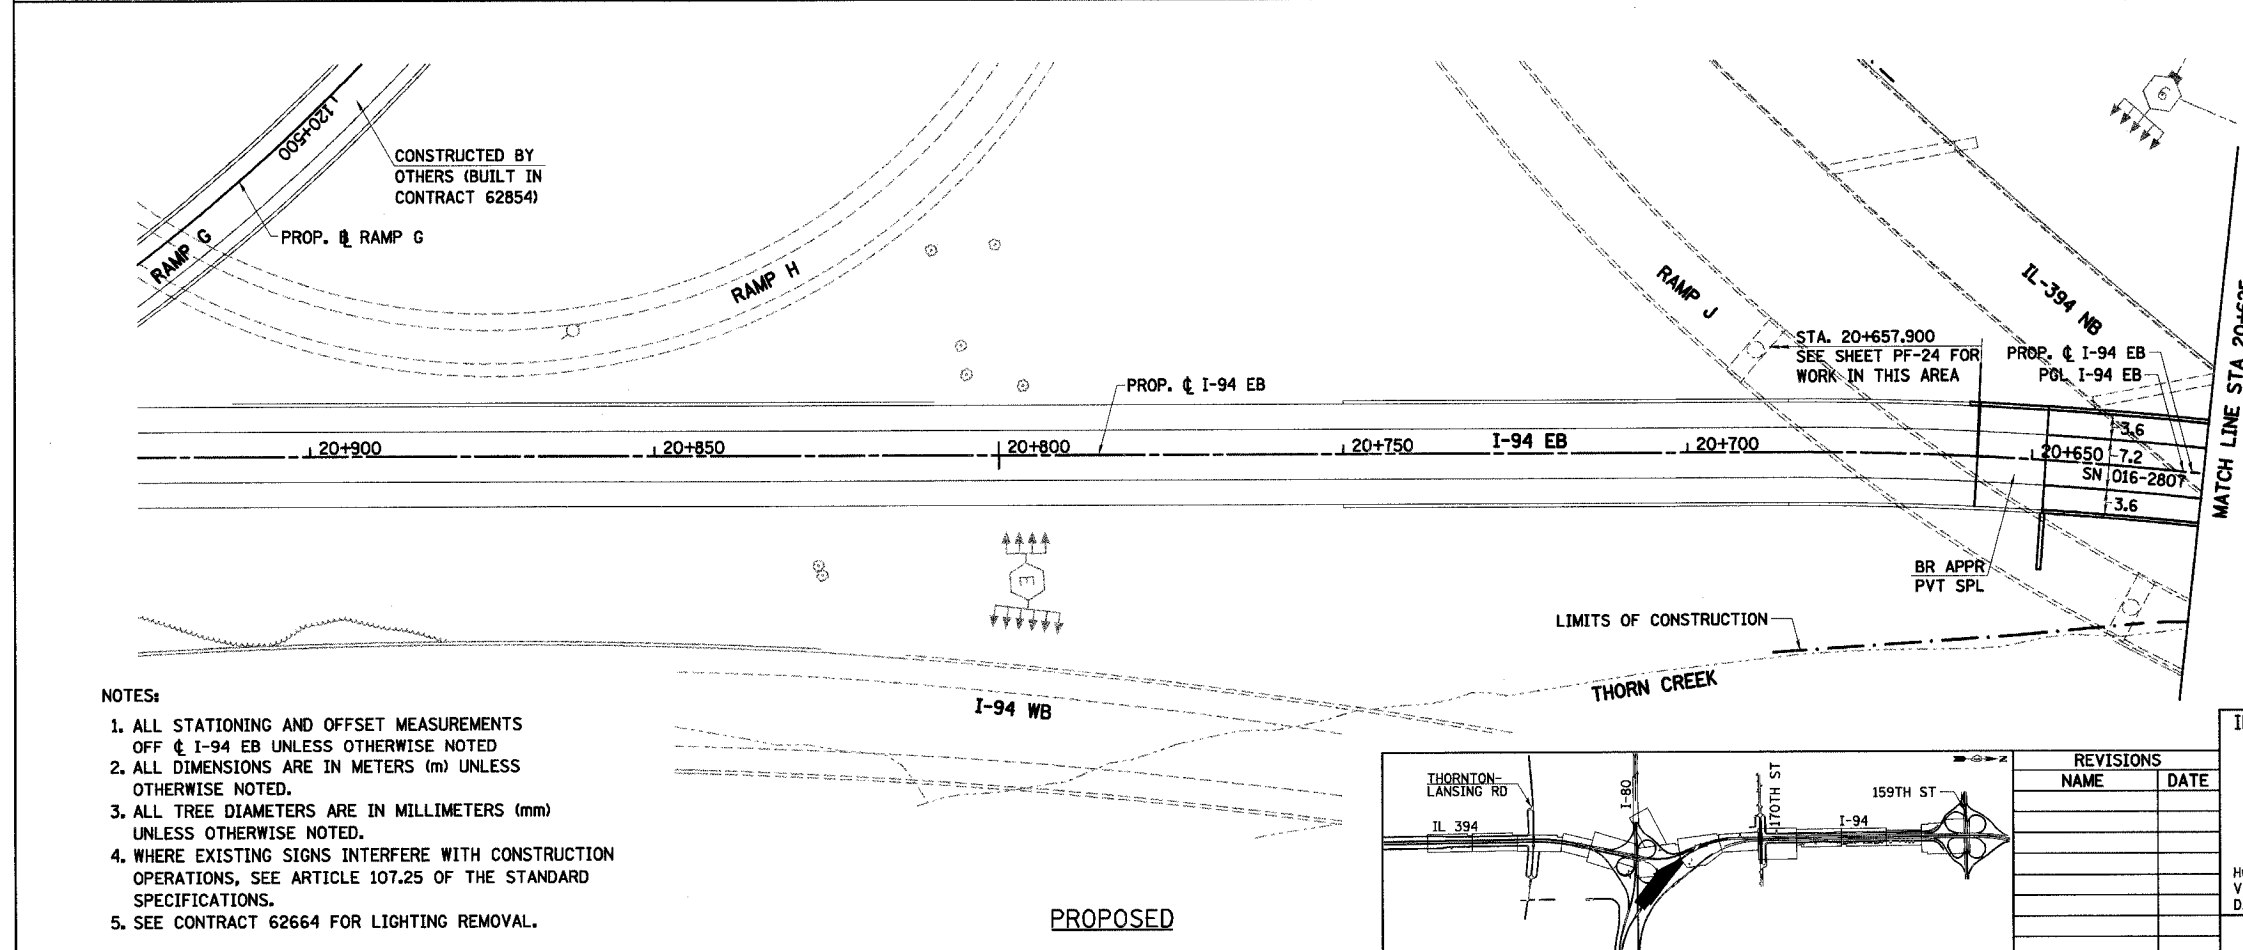 120+500
CONSTRUCTED BY
OTHERS (BUILT IN
CONTRACT 62854)
PROP. ⅊ RAMP G
RAMP G
RAMP H
RAMP J
IL-394 NB
6
STA. 20+657.900
SEE SHEET PF-24 FOR
WORK IN THIS AREA
PROP. ℄ I-94 EB
PGL I-94 EB
PROP. ℄ I-94 EB
20+900
20+850
20+800
20+750
I-94 EB
20+700
20+650
3.6
7.2
SN 016-2807
3.6
BR APPR
PVT SPL
MATCH LINE STA 20+625
E
LIMITS OF CONSTRUCTION
THORN CREEK
I-94 WB
NOTES:
1. ALL STATIONING AND OFFSET MEASUREMENTS
OFF ℄ I-94 EB UNLESS OTHERWISE NOTED
2. ALL DIMENSIONS ARE IN METERS (m) UNLESS
OTHERWISE NOTED.
3. ALL TREE DIAMETERS ARE IN MILLIMETERS (mm)
UNLESS OTHERWISE NOTED.
4. WHERE EXISTING SIGNS INTERFERE WITH CONSTRUCTION
OPERATIONS, SEE ARTICLE 107.25 OF THE STANDARD
SPECIFICATIONS.
5. SEE CONTRACT 62664 FOR LIGHTING REMOVAL.
PROPOSED
THORNTON-
LANSING RD
IL 394
I-80
170TH ST
I-94
159TH ST
N
REVISIONS
NAME DATE